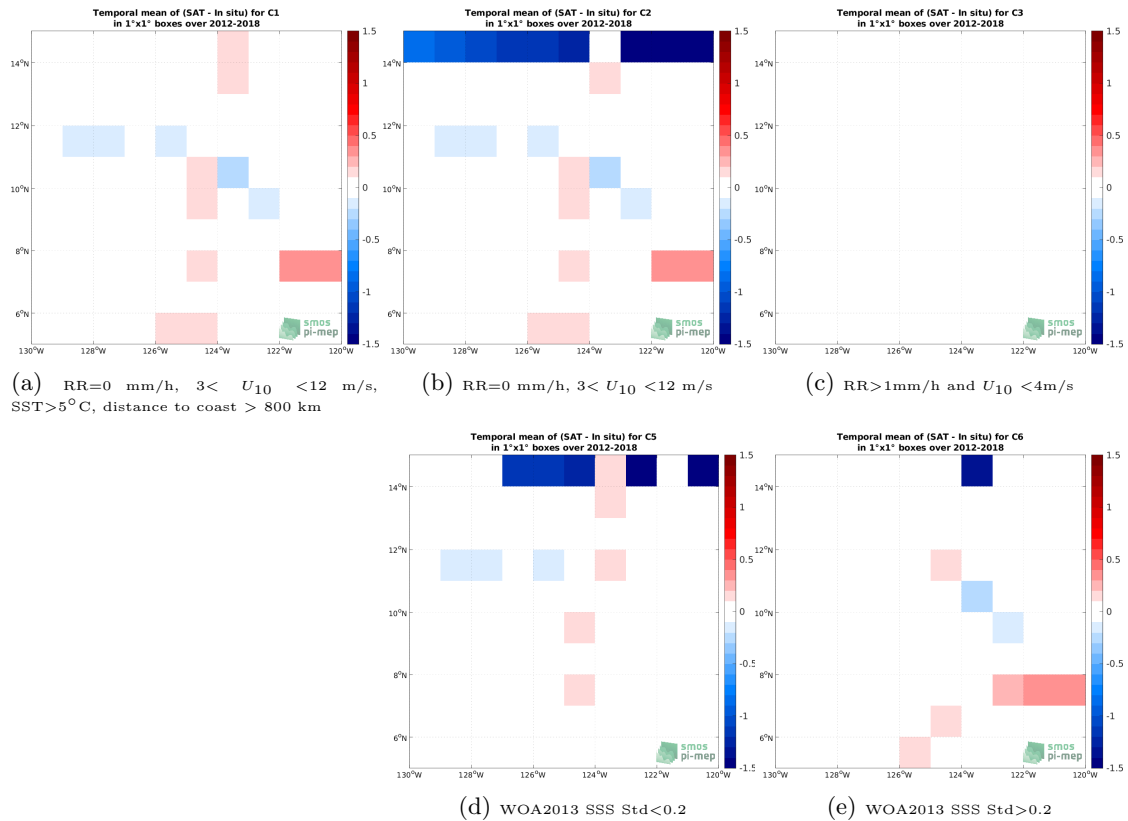 Temporal mean of (SAT - In situ) for C1
in 1°x1° boxes over 2012-2018
14°N
12°N
10°N
8°N
6°N
130°W 128°W 126°W 124°W 122°W 120°W
1.5
1
0.5
0
-0.5
-1
-1.5
smos
pi-mep
(a) RR=0 mm/h, 3< U10 <12 m/s,
SST>5°C, distance to coast > 800 km
Temporal mean of (SAT - In situ) for C2
in 1°x1° boxes over 2012-2018
14°N
12°N
10°N
8°N
6°N
130°W 128°W 126°W 124°W 122°W 120°W
1.5
1
0.5
0
-0.5
-1
-1.5
smos
pi-mep
(b) RR=0 mm/h, 3< U10 <12 m/s
Temporal mean of (SAT - In situ) for C3
in 1°x1° boxes over 2012-2018
14°N
12°N
10°N
8°N
6°N
130°W 128°W 126°W 124°W 122°W 120°W
1.5
1
0.5
0
-0.5
-1
-1.5
smos
pi-mep
(c) RR>1mm/h and U10 <4m/s
Temporal mean of (SAT - In situ) for C5
in 1°x1° boxes over 2012-2018
14°N
12°N
10°N
8°N
6°N
130°W 128°W 126°W 124°W 122°W 120°W
1.5
1
0.5
0
-0.5
-1
-1.5
smos
pi-mep
(d) WOA2013 SSS Std<0.2
Temporal mean of (SAT - In situ) for C6
in 1°x1° boxes over 2012-2018
14°N
12°N
10°N
8°N
6°N
130°W 128°W 126°W 124°W 122°W 120°W
1.5
1
0.5
0
-0.5
-1
-1.5
smos
pi-mep
(e) WOA2013 SSS Std>0.2